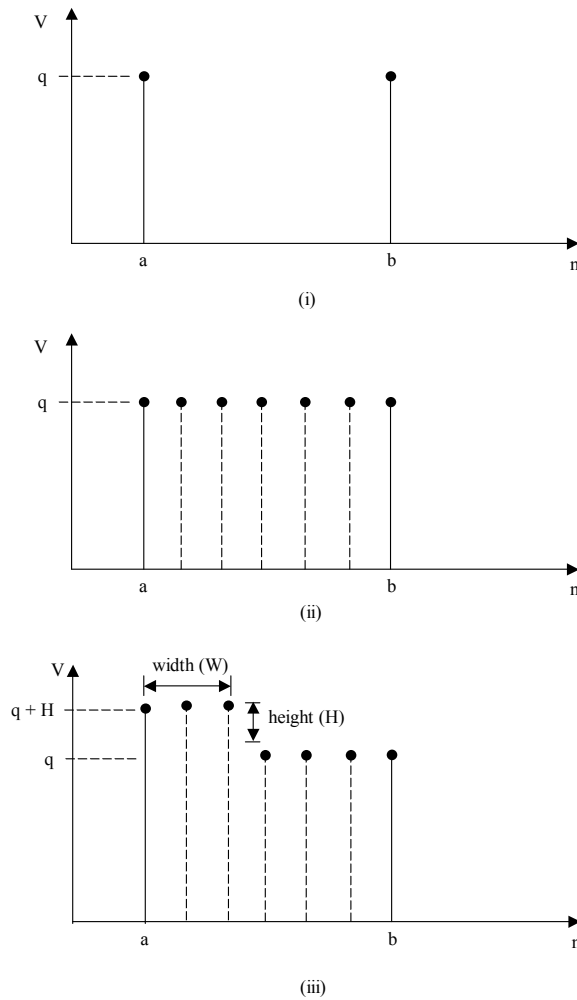 V
q
a b
n
(i)
V
q
a b
n
(ii)
V
width (W)
q + H
height (H)
q
a b
n
(iii)